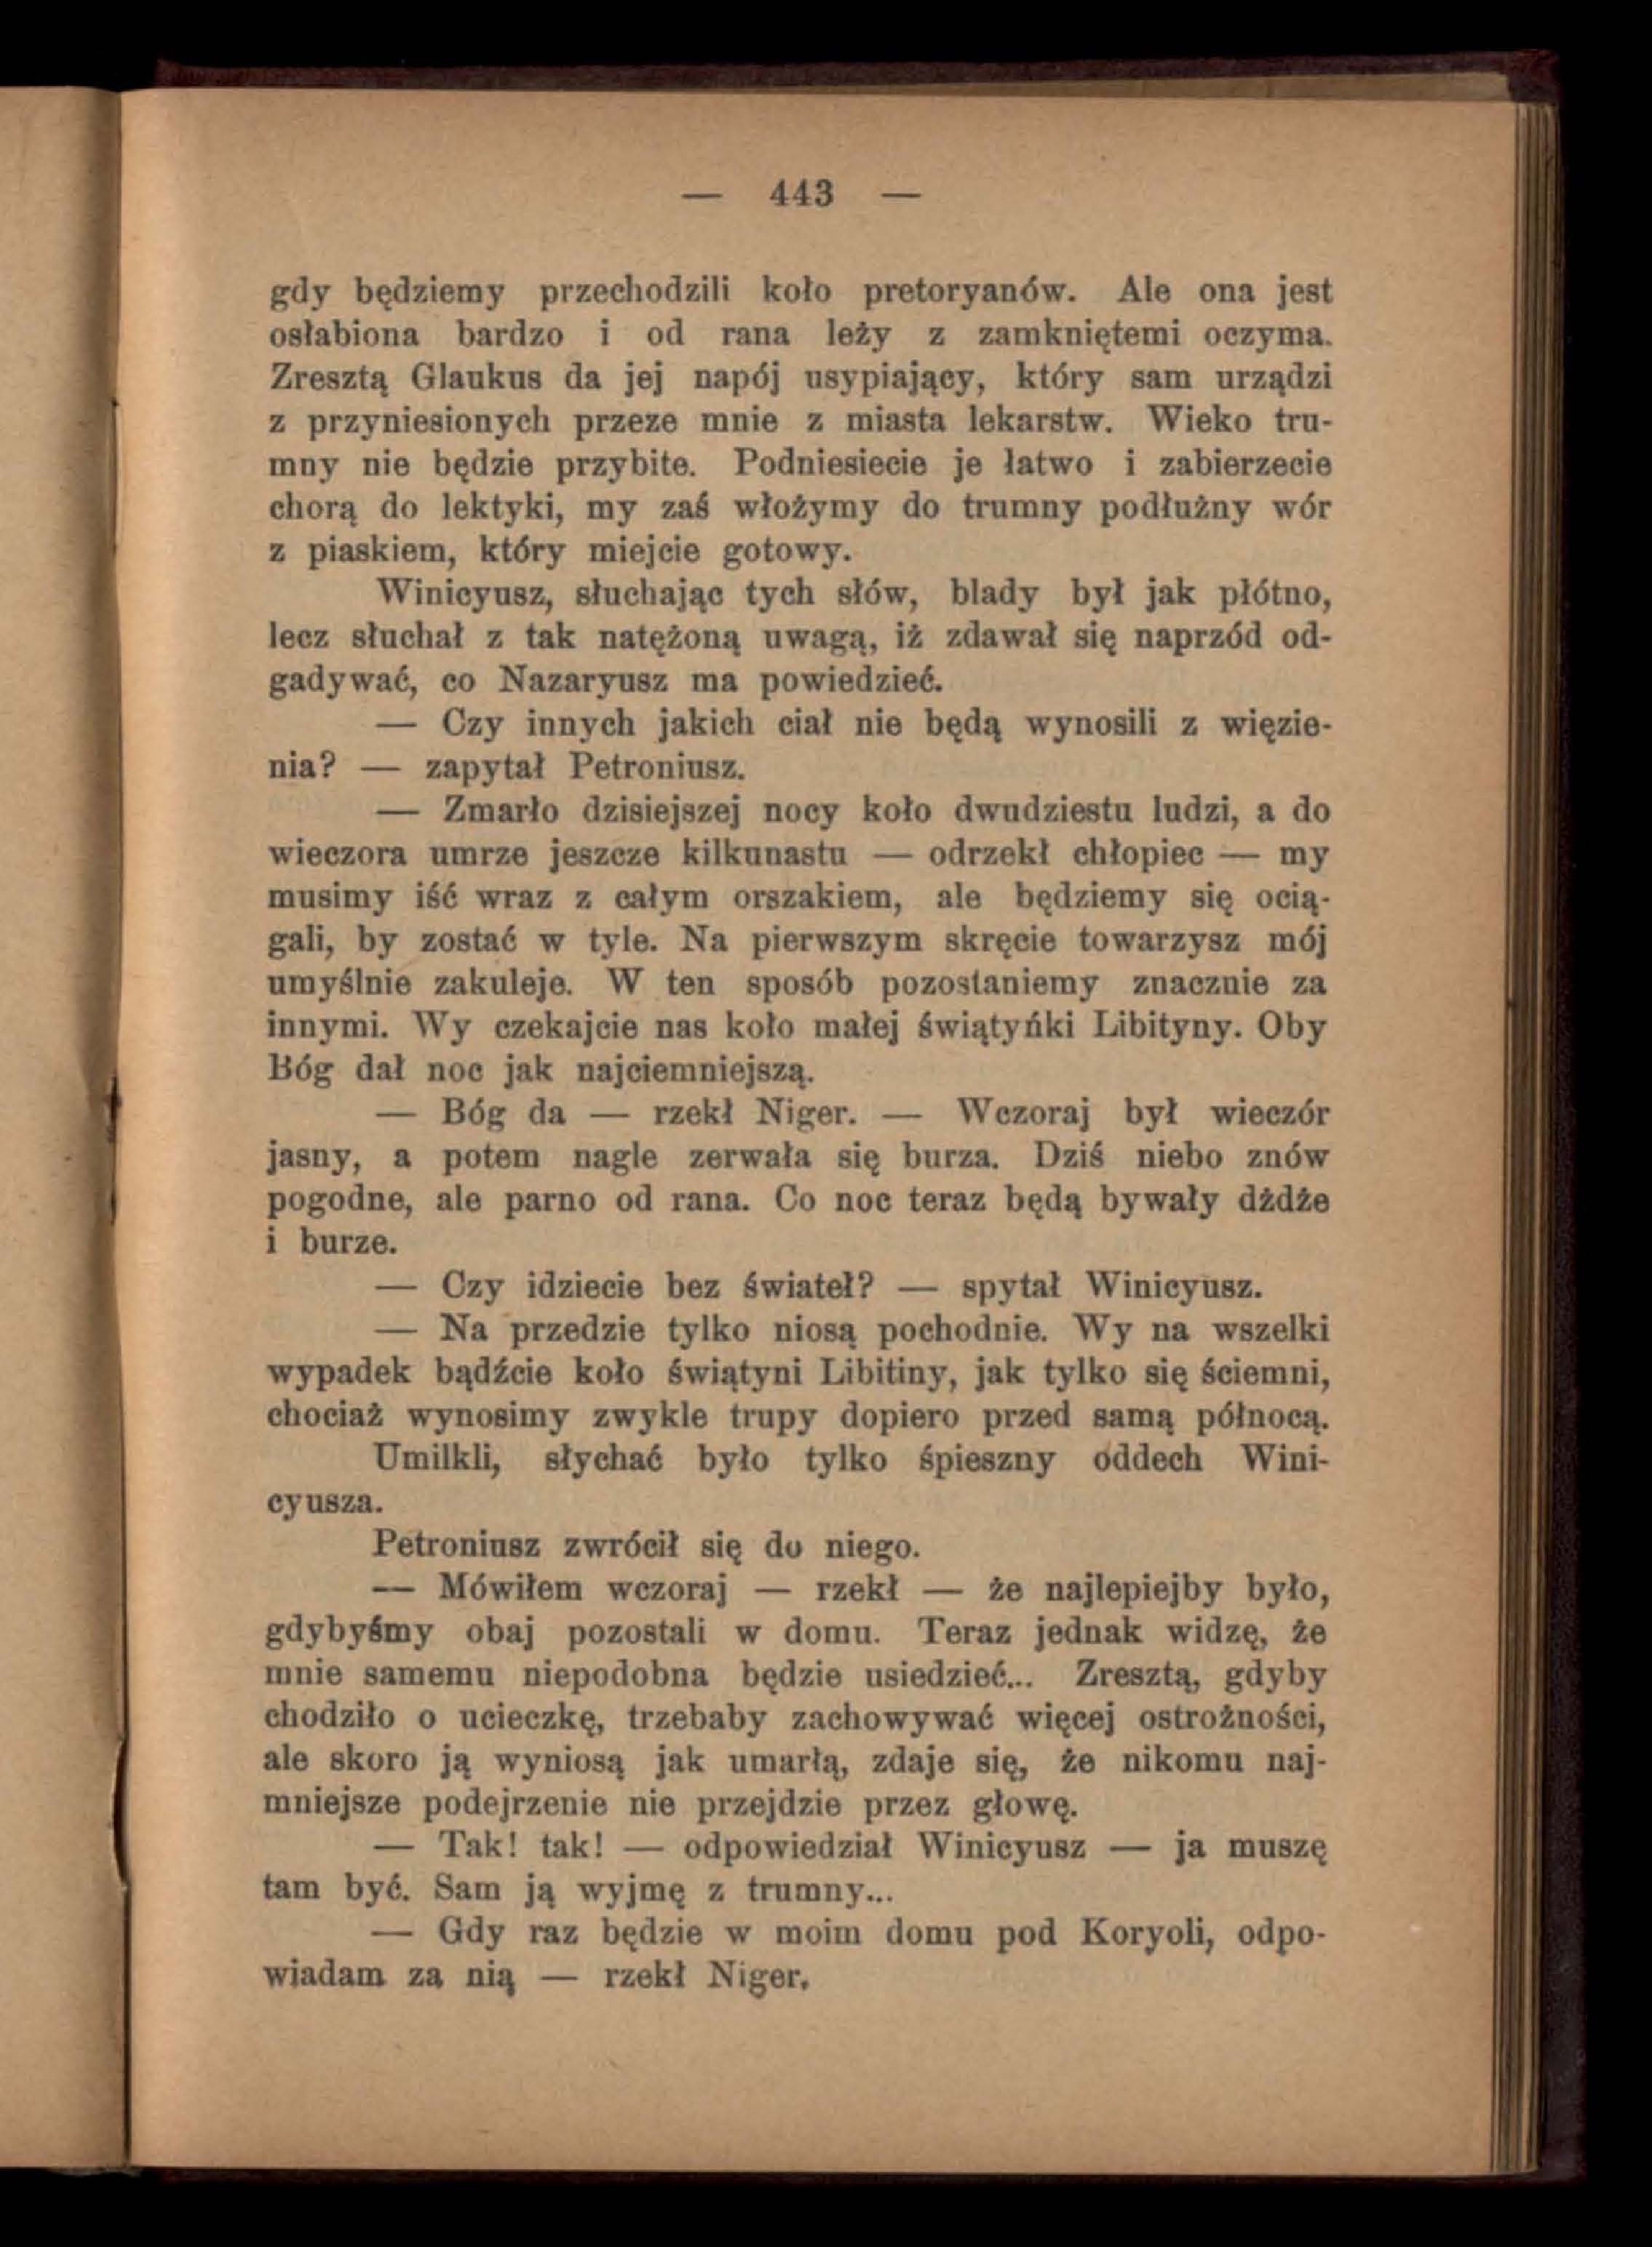 — 443 —
gdy będziemy przechodzili koło pretoryanów. Ale ona jest
osłabiona bardzo i od rana leży z zamkniętemi oczyma.
Zresztą Glaukus da jej napój usypiający, który sam urządzi
z przyniesionych przeze mnie z miasta lekarstw. Wieko tru-
mny nie będzie przybite. Podniesiecie je łatwo i zabierzecie
chorą do lektyki, my zaś włożymy do trumny podłużny wór
z piaskiem, który miejcie gotowy.
Winicyusz, słuchając tych słów, blady był jak płótno,
lecz słuchał z tak natężoną uwagą, iż zdawał się naprzód od-
gadywać, co Nazaryusz ma powiedzieć.
— Czy innych jakich ciał nie będą wynosili z więzie-
nia? — zapytał Petroniusz.
— Zmarło dzisiejszej nocy koło dwudziestu ludzi, a do
wieczora umrze jeszcze kilkunastu — odrzekł chłopiec — my
musimy iść wraz z całym orszakiem, ale będziemy się ocią-
gali, by zostać w tyle. Na pierwszym skręcie towarzysz mój
umyślnie zakuleje. W ten sposób pozostaniemy znacznie za
innymi. Wy czekajcie nas koło małej świątyńki Libityny. Oby
Bóg dał noc jak najciemniejszą.
— Bóg da — rzekł Niger. — Wczoraj był wieczór
jasny, a potem nagle zerwała się burza. Dziś niebo znów
pogodne, ale parno od rana. Co noc teraz będą bywały dżdże
i burze.
— Czy idziecie bez świateł? — spytał Winicyusz.
— Na przedzie tylko niosą pochodnie. Wy na wszelki
wypadek bądźcie koło świątyni Libitiny, jak tylko się ściemni,
chociaż wynosimy zwykle trupy dopiero przed samą północą.
Umilkli, słychać było tylko śpieszny oddech Wini-
cyusza.
Petroniusz zwrócił się do niego.
— Mówiłem wczoraj — rzekł — że najlepiejby było,
gdybyśmy obaj pozostali w domu. Teraz jednak widzę, że
mnie samemu niepodobna będzie usiedzieć... Zresztą, gdyby
chodziło o ucieczkę, trzebaby zachowywać więcej ostrożności,
ale skoro ją wyniosą jak umarłą, zdaje się, że nikomu naj-
mniejsze podejrzenie nie przejdzie przez głowę.
— Tak! tak! — odpowiedział Winicyusz — ja muszę
tam być. Sam ją wyjmę z trumny...
— Gdy raz będzie w moim domu pod Koryoli, odpo-
wiadam za nią — rzekł Niger.